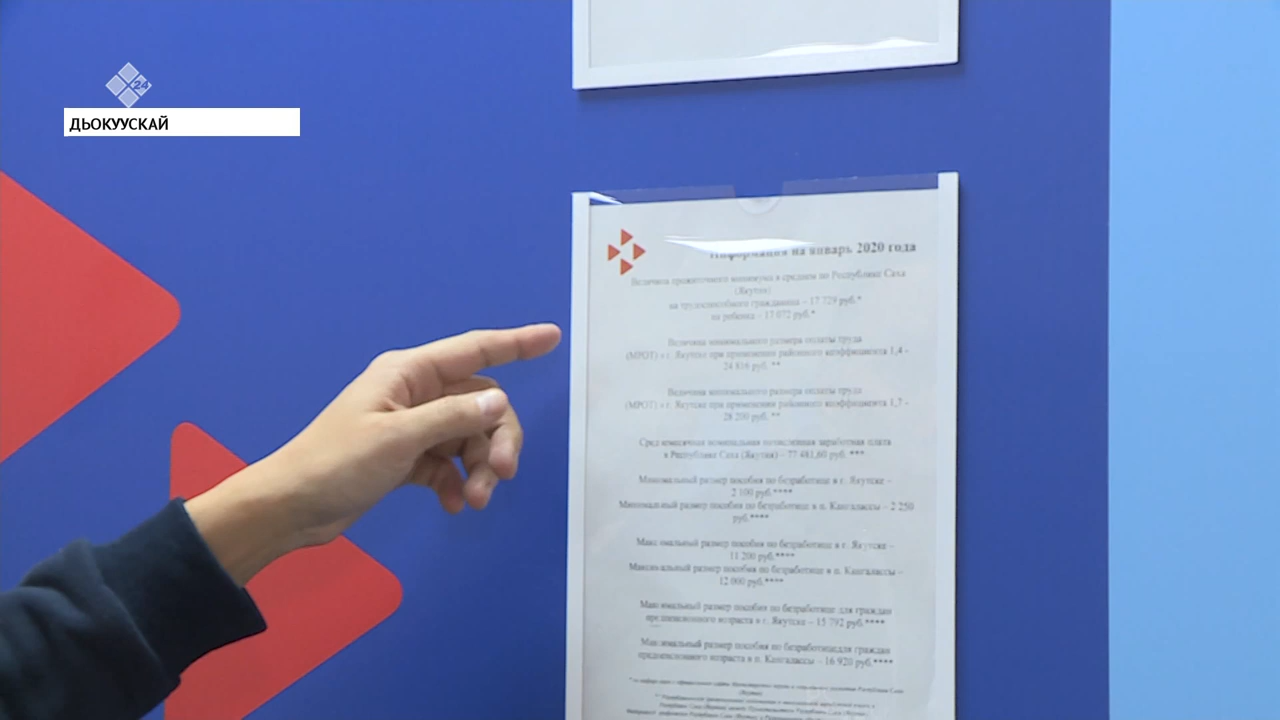 24
ДЬОКУУСКАЙ
Информация на январь 2020 года
Величина прожиточного минимума в среднем по Республике Саха
(Якутия)
на трудоспособного гражданина – 17 729 руб.*
на ребенка – 17 072 руб.*
Величина минимального размера оплаты труда
(МРОТ) в г. Якутске при применении районного коэффициента 1,4 -
24 816 руб. **
Величина минимального размера оплаты труда
(МРОТ) в г. Якутске при применении районного коэффициента 1,7 -
28 200 руб. **
Среднемесячная номинальная начисленная заработная плата
в Республике Саха (Якутия) – 77 481,60 руб. ***
Минимальный размер пособия по безработице в г. Якутске –
2 100 руб.****
Минимальный размер пособия по безработице в п. Кангалассы – 2 250
руб.****
Максимальный размер пособия по безработице в г. Якутске –
11 200 руб.****
Максимальный размер пособия по безработице в п. Кангалассы –
12 000 руб.****
Максимальный размер пособия по безработице для граждан
предпенсионного возраста в г. Якутске – 15 792 руб.****
Максимальный размер пособия по безработице для граждан
предпенсионного возраста в п. Кангалассы – 16 920 руб.****